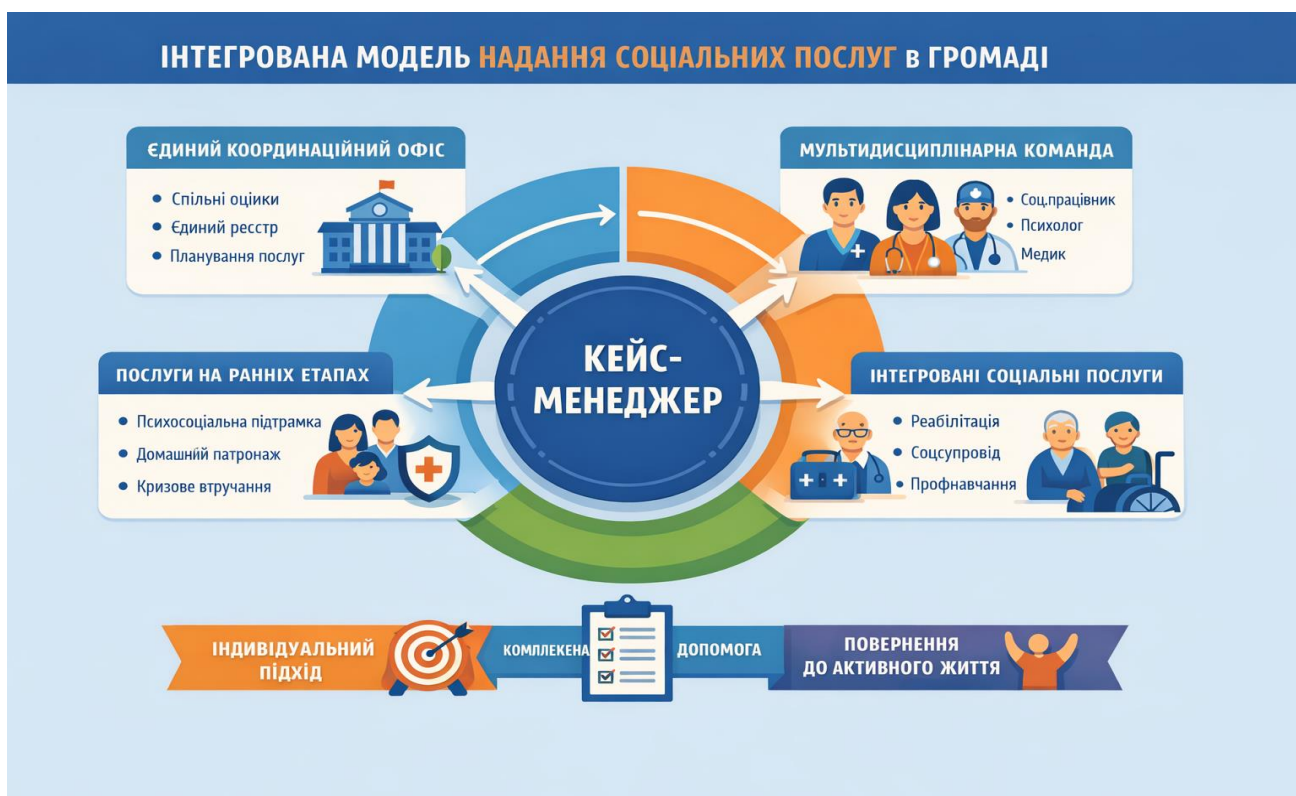 ІНТЕГРОВАНА МОДЕЛЬ НАДАННЯ СОЦІАЛЬНИХ ПОСЛУГ в ГРОМАДІ
ЄДИНИЙ КООРДИНАЦІЙНИЙ ОФІС
• Спільні оцінки
• Єдиний реєстр
• Планування послуг
МУЛЬТИДИСЦИПЛІНАРНА КОМАНДА
• Соц.працівник
• Психолог
Медик
КЕЙС-
МЕНЕДЖЕР
ПОСЛУГИ НА РАННІХ ЕТАПАХ
• Психосоціальна підтрамка
• Домашній патронаж
• Кризове втручання
ІНТЕГРОВАНІ СОЦІАЛЬНІ ПОСЛУГИ
• Реабілітація
• Соцсупровід
• Профнавчання
ІНДИВІДУАЛЬНИЙ
ПІДХІД
КОМПЛЕКЕНА
ДОПОМОГА
ПОВЕРНЕННЯ
ДО АКТИВНОГО ЖИТТЯ